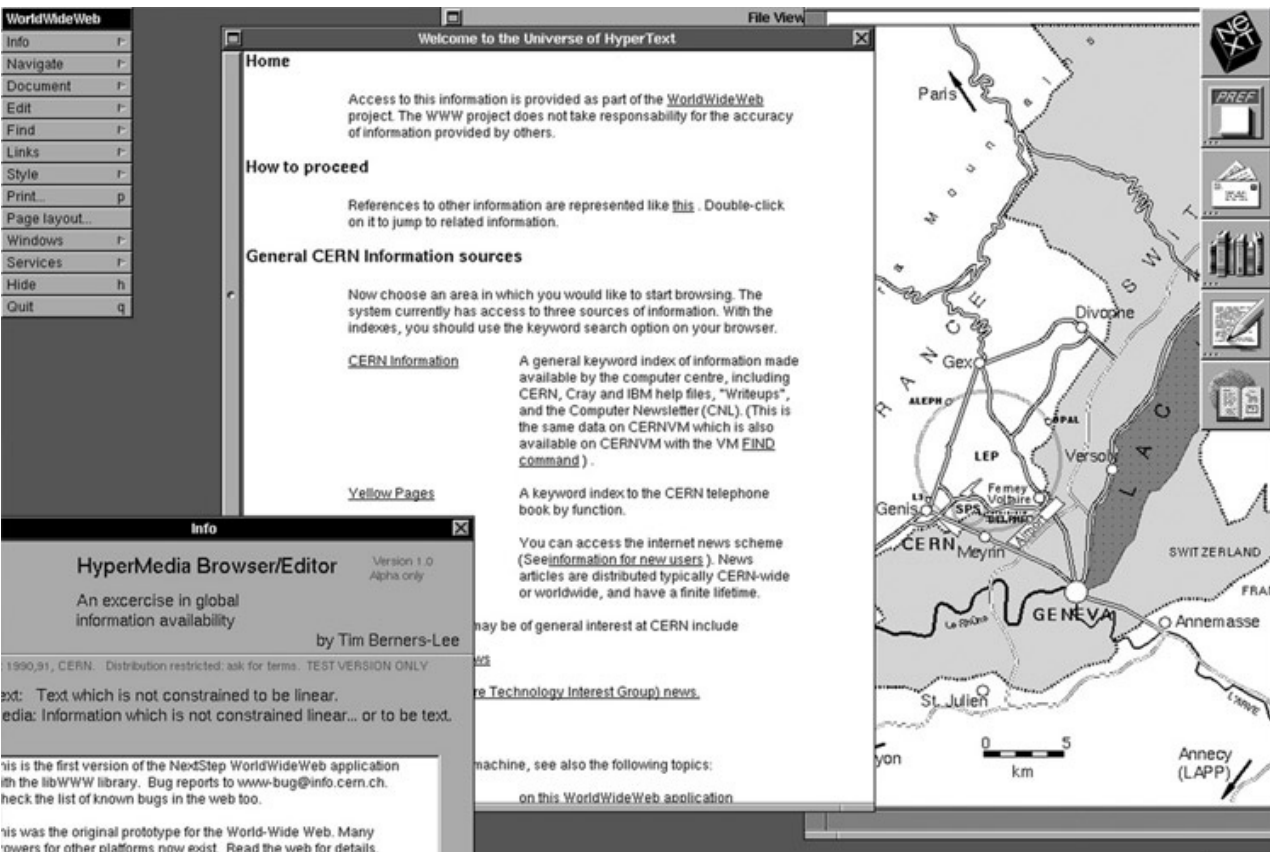 WorldWideWeb
Info
Navigate
Document
Edit
Find
Links
Style
Print... p
Page layout...
Windows
Services
Hide h
Quit q
File View
Welcome to the Universe of HyperText
Home
Access to this information is provided as part of the WorldWideWeb
project. The WWW project does not take responsability for the accuracy
of information provided by others.
How to proceed
References to other information are represented like this . Double-click
on it to jump to related information.
General CERN Information sources
Now choose an area in which you would like to start browsing. The
system currently has access to three sources of information. With the
indexes, you should use the keyword search option on your browser.
CERN Information
A general keyword index of information made
available by the computer centre, including
CERN, Cray and IBM help files, "Writeups",
and the Computer Newsletter (CNL). (This is
the same data on CERNVM which is also
available on CERNVM with the VM FIND
command ) .
Yellow Pages
A keyword index to the CERN telephone
book by function.
You can access the internet news scheme
(Seeinformation for new users ). News
articles are distributed typically CERN-wide
or worldwide, and have a finite lifetime.
may be of general interest at CERN include
ws
re Technology Interest Group) news.
machine, see also the following topics:
on this WorldWideWeb application
Info
HyperMedia Browser/Editor
Version 1.0
Alpha only
An excercise in global
information availability
by Tim Berners-Lee
1990,91, CERN. Distribution restricted: ask for terms. TEST VERSION ONLY
ext: Text which is not constrained to be linear.
edia: Information which is not constrained linear... or to be text.
his is the first version of the NextStep WorldWideWeb application
ith the libWWW library. Bug reports to www-bug@info.cern.ch.
heck the list of known bugs in the web too.
his was the original prototype for the World-Wide Web. Many
rowers for other platforms now exist. Read the web for details.
Paris
Divonne
Gex
ALEPH
OPAL
LEP
Versoix
Ferney
Voltaire
L3
Genis
SPS
DELPHI
CERN
Meyrin
LAC
SWITZERLAND
FRA
GENEVA
Le Rhône
Annemasse
St. Julien
L'ARVE
0 5
km
yon
Annecy
(LAPP)
NeXT
PREF